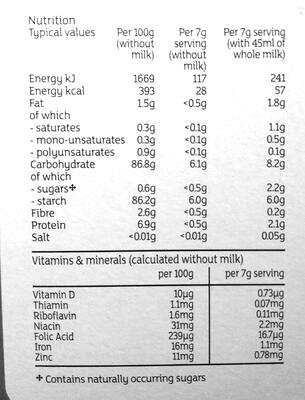 Nutrition
Typical values Per 100g Per 7g Per 7g serving
(without serving (with 45ml of
milk) (without whole milk)
milk)
Energy kJ 1669 117 241
Energy kcal 393 28 57
Fat 1.5g <0.5g 1.8g
of which
- saturates 0.3g <0.1g 1.1g
- mono-unsaturates 0.3g <0.1g 0.5g
- polyunsaturates 0.9g <0.1g 0.1g
Carbohydrate 86.8g 6.1g 8.2g
of which
- sugars✤ 0.6g <0.5g 2.2g
- starch 86.2g 6.0g 6.0g
Fibre 2.6g <0.5g 0.2g
Protein 6.9g <0.5g 2.1g
Salt <0.01g <0.01g 0.05g
Vitamins & minerals (calculated without milk)
per 100g per 7g serving
Vitamin D 10µg 0.73µg
Thiamin 1.1mg 0.07mg
Riboflavin 1.6mg 0.11mg
Niacin 31mg 2.2mg
Folic Acid 239µg 16.7µg
Iron 16mg 1.1mg
Zinc 11mg 0.78mg
✤ Contains naturally occurring sugars